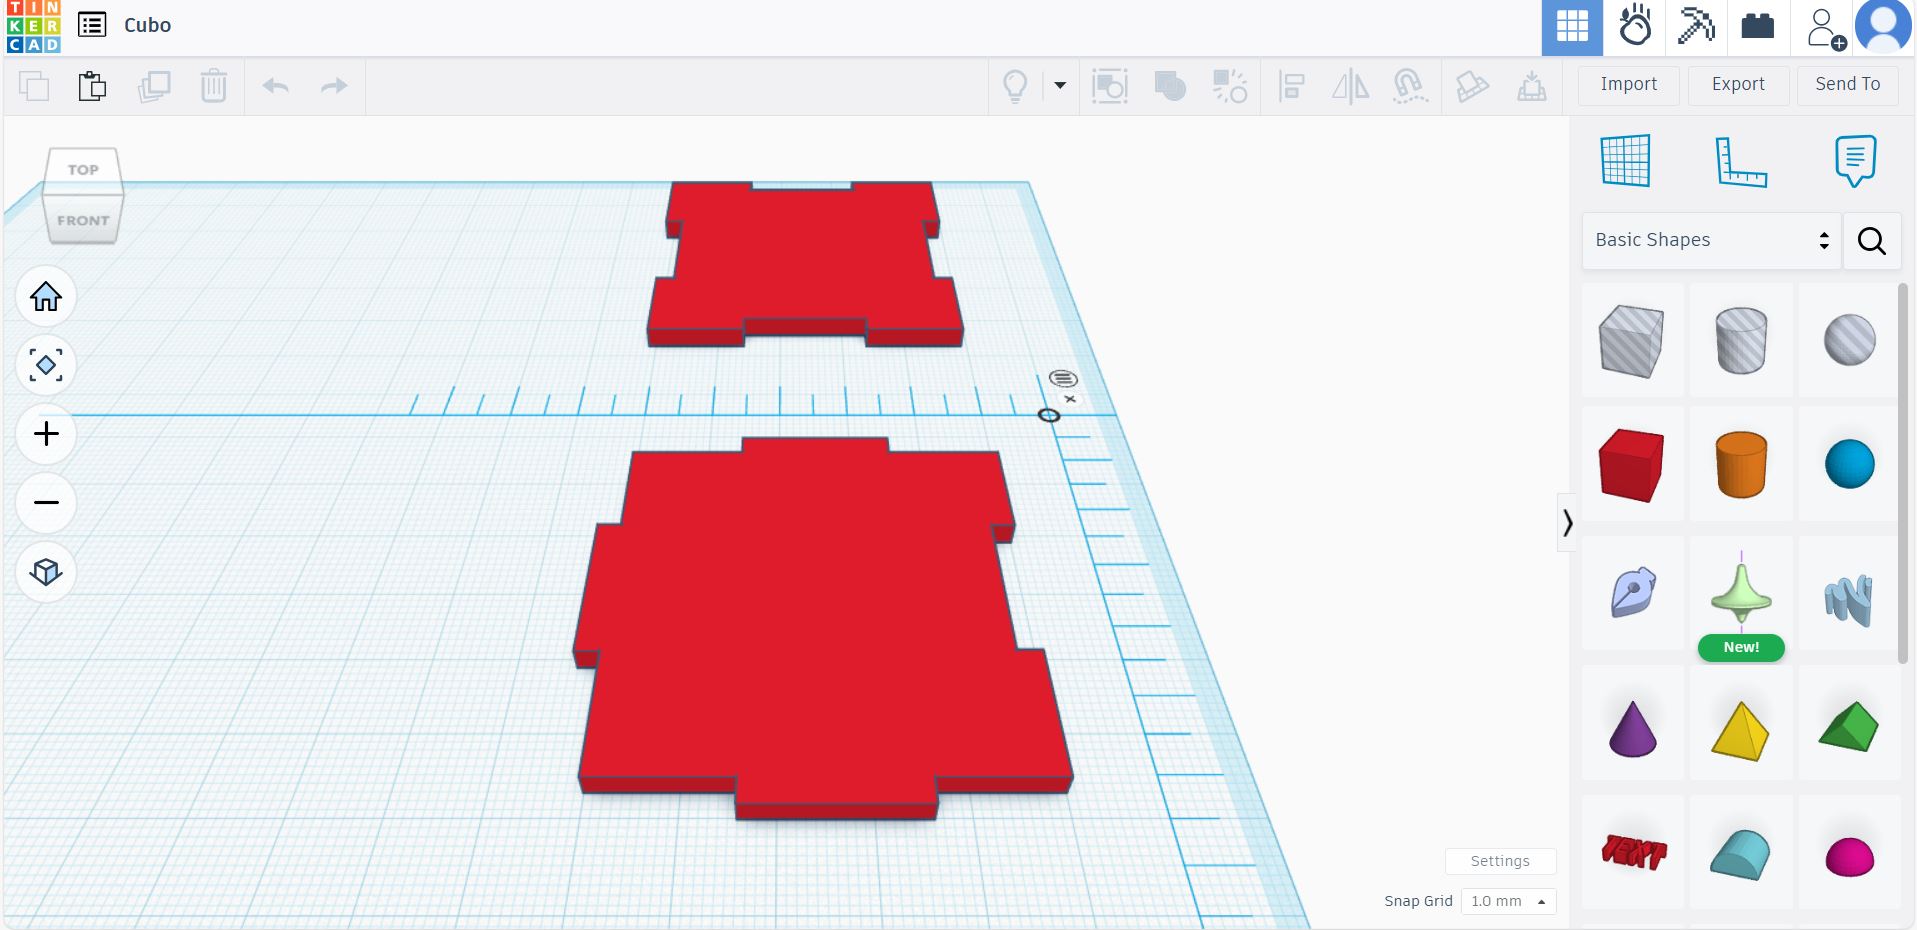 TIN
KER
CAD
Cubo
Import
Export
Send To
TOP
FRONT
Basic Shapes
New!
TEXT
Settings
Snap Grid 1.0 mm